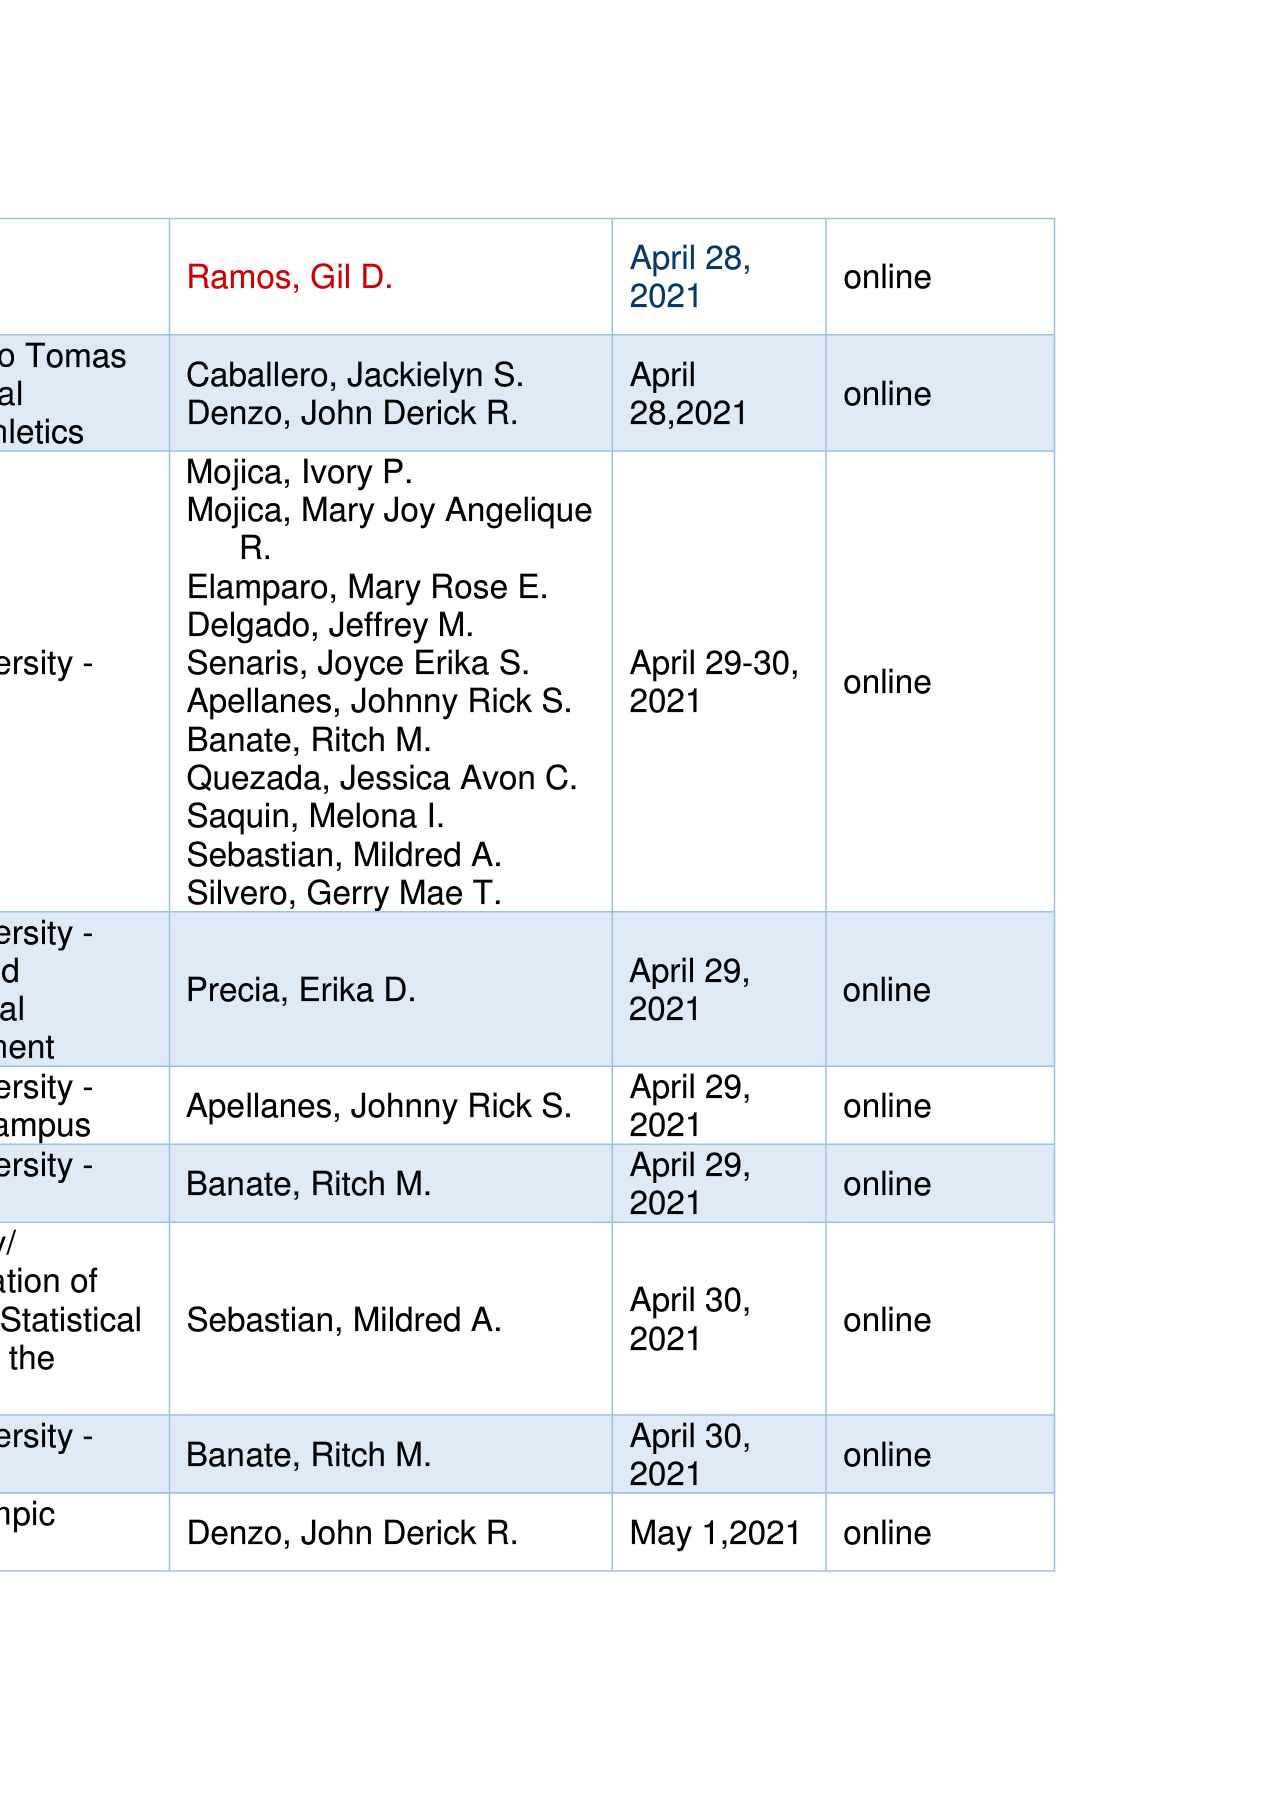 Ramos, Gil D.
April 28,
2021
online
o Tomas
al
hletics
Caballero, Jackielyn S.
Denzo, John Derick R.
April
28,2021
online
ersity -
Mojica, Ivory P.
Mojica, Mary Joy Angelique
R.
Elamparo, Mary Rose E.
Delgado, Jeffrey M.
Senaris, Joyce Erika S.
Apellanes, Johnny Rick S.
Banate, Ritch M.
Quezada, Jessica Avon C.
Saquin, Melona I.
Sebastian, Mildred A.
Silvero, Gerry Mae T.
April 29-30,
2021
online
ersity -
d
al
nent
Precia, Erika D.
April 29,
2021
online
ersity -
ampus
Apellanes, Johnny Rick S.
April 29,
2021
online
ersity -
Banate, Ritch M.
April 29,
2021
online
y/
ation of
Statistical
the
Sebastian, Mildred A.
April 30,
2021
online
ersity -
Banate, Ritch M.
April 30,
2021
online
mpic
Denzo, John Derick R.
May 1,2021
online